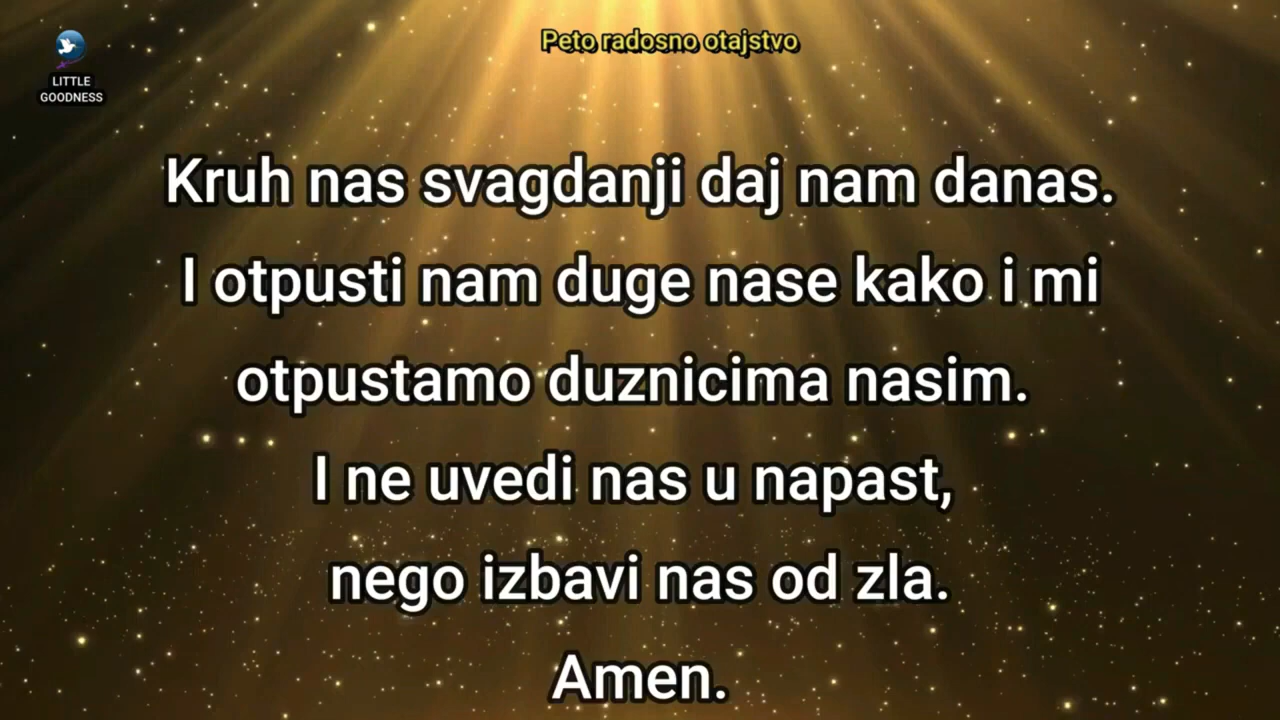 Peto radosno otajstvo
LITTLE
GOODNESS
Kruh nas svagdanji daj nam danas.
I otpusti nam duge nase kako i mi
otpustamo duznicima nasim.
I ne uvedi nas u napast,
nego izbavi nas od zla.
Amen.